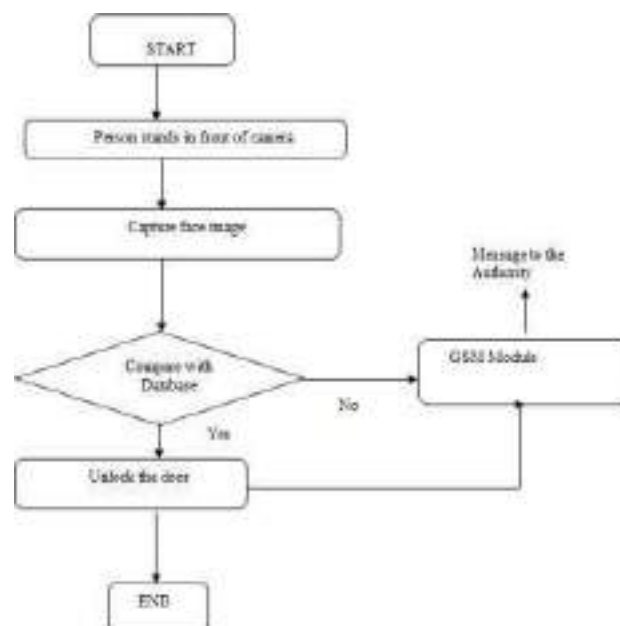 START
Person stands in front of camera
Capture face image
Message to the
Authority
Compare with
Database
GSM Module
No
Yes
Unlock the door
END